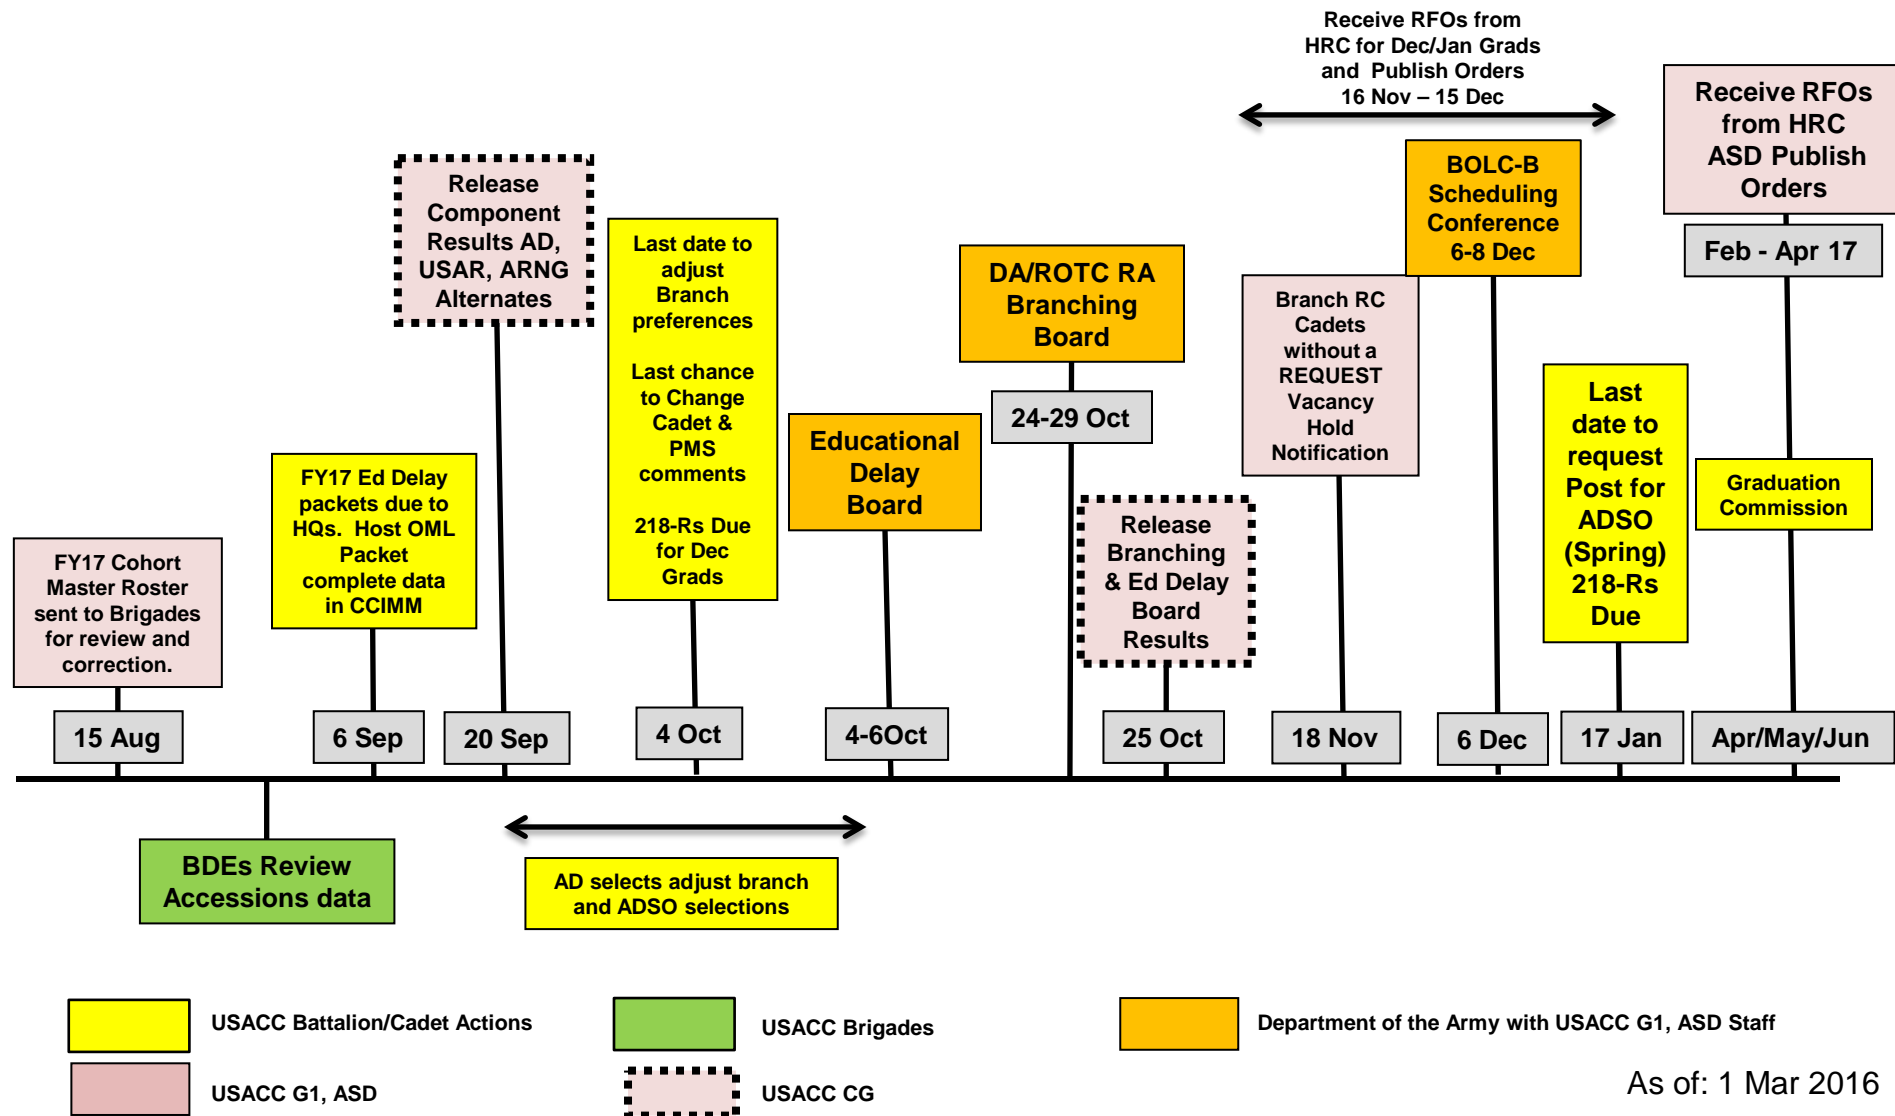 Receive RFOs from
HRC for Dec/Jan Grads
and Publish Orders
16 Nov – 15 Dec
Receive RFOs
from HRC
ASD Publish
Orders
Feb - Apr 17
Release
Component
Results AD,
USAR, ARNG
Alternates
BOLC-B
Scheduling
Conference
6-8 Dec
Last date to
adjust
Branch
preferences
Last chance
to Change
Cadet &
PMS
comments
218-Rs Due
for Dec
Grads
DA/ROTC RA
Branching
Board
24-29 Oct
Branch RC
Cadets
without a
REQUEST
Vacancy
Hold
Notification
Last
date to
request
Post for
ADSO
(Spring)
218-Rs
Due
Educational
Delay
Board
FY17 Ed Delay
packets due to
HQs. Host OML
Packet
complete data
in CCIMM
Graduation
Commission
Release
Branching
& Ed Delay
Board
Results
FY17 Cohort
Master Roster
sent to Brigades
for review and
correction.
15 Aug
6 Sep
20 Sep
4 Oct
4-6Oct
25 Oct
18 Nov
6 Dec
17 Jan
Apr/May/Jun
BDEs Review
Accessions data
AD selects adjust branch
and ADSO selections
USACC Battalion/Cadet Actions
USACC Brigades
Department of the Army with USACC G1, ASD Staff
USACC G1, ASD
USACC CG
As of: 1 Mar 2016